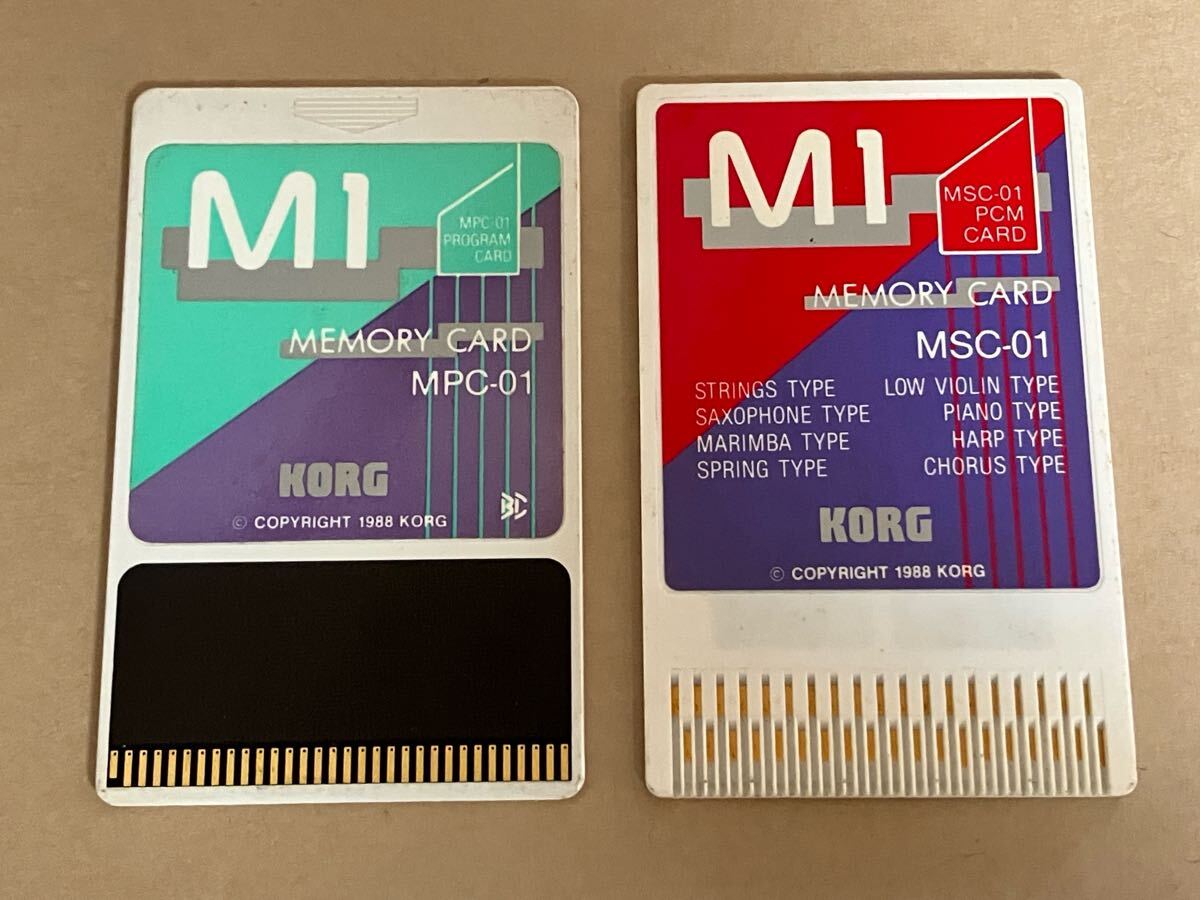 M1
MPC-01
PROGRAM
CARD
MEMORY CARD
MPC-01
KORG
© COPYRIGHT 1988 KORG
M1
MSC-01
PCM
CARD
MEMORY CARD
MSC-01
STRINGS TYPE LOW VIOLIN TYPE
SAXOPHONE TYPE PIANO TYPE
MARIMBA TYPE HARP TYPE
SPRING TYPE CHORUS TYPE
KORG
© COPYRIGHT 1988 KORG